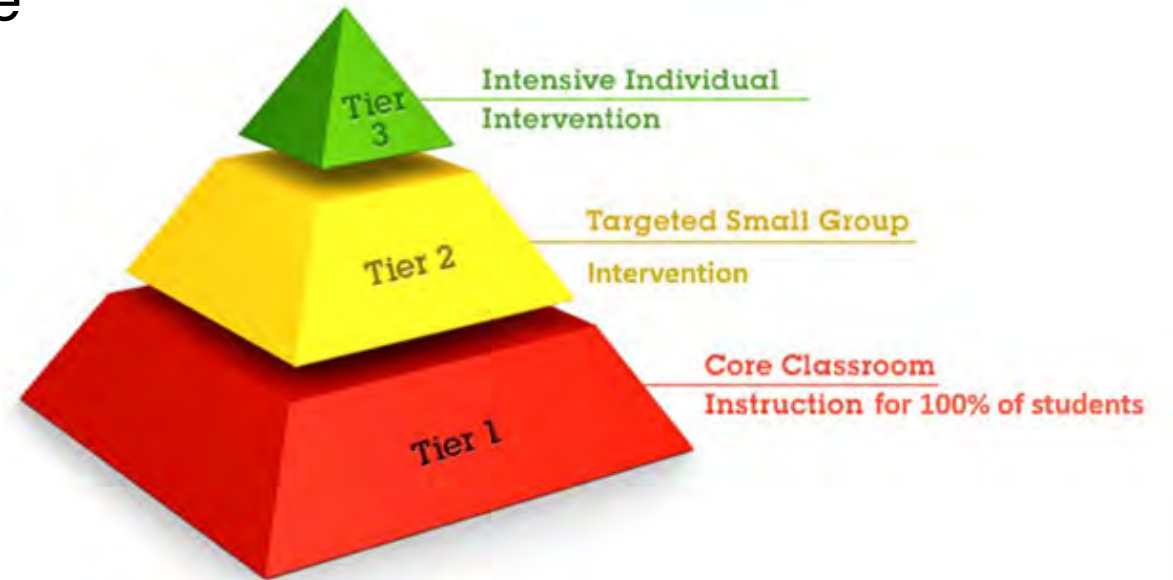 e
Tier
3
Intensive Individual
Intervention
Tier 2
Targeted Small Group
Intervention
Tier 1
Core Classroom
Instruction for 100% of students